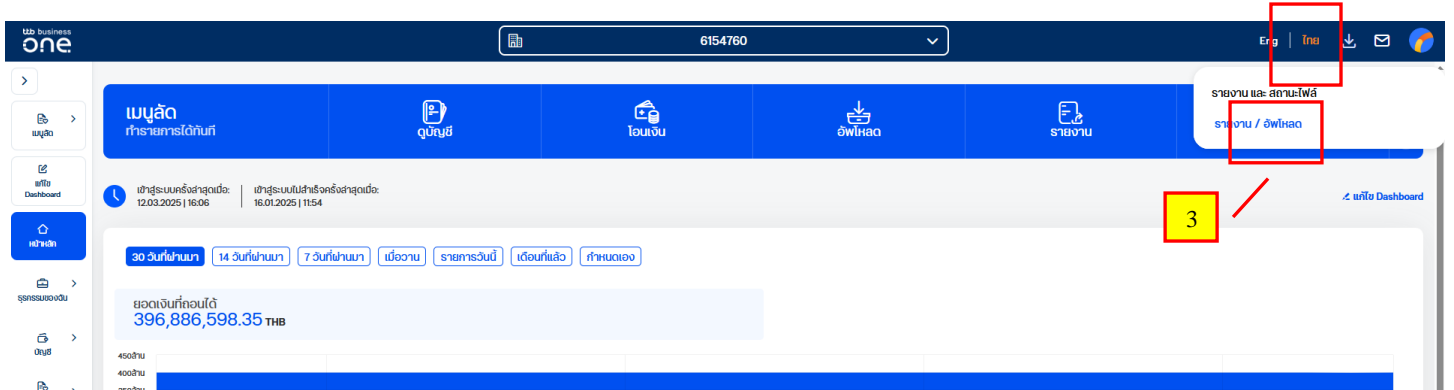 ttb business
one
6154760
Eng | ไทย
รายงาน และ สถานะไฟล์
รายงาน / อัพโหลด
เมนูลัด
ทำรายการได้ทันที
ดูบัญชี
โอนเงิน
อัพโหลด
รายงาน
เมนูลัด
แก้ไข
Dashboard
หน้าหลัก
ธุรกรรมของฉัน
บัญชี
เข้าสู่ระบบครั้งล่าสุดเมื่อ:
12.03.2025 | 16:06
เข้าสู่ระบบไม่สำเร็จครั้งล่าสุดเมื่อ:
16.01.2025 | 11:54
แก้ไข Dashboard
3
30 วันที่ผ่านมา
14 วันที่ผ่านมา
7 วันที่ผ่านมา
เมื่อวาน
รายการวันนี้
เดือนที่แล้ว
กำหนดเอง
ยอดเงินที่ถอนได้
396,886,598.35 THB
450ล้าน
400ล้าน